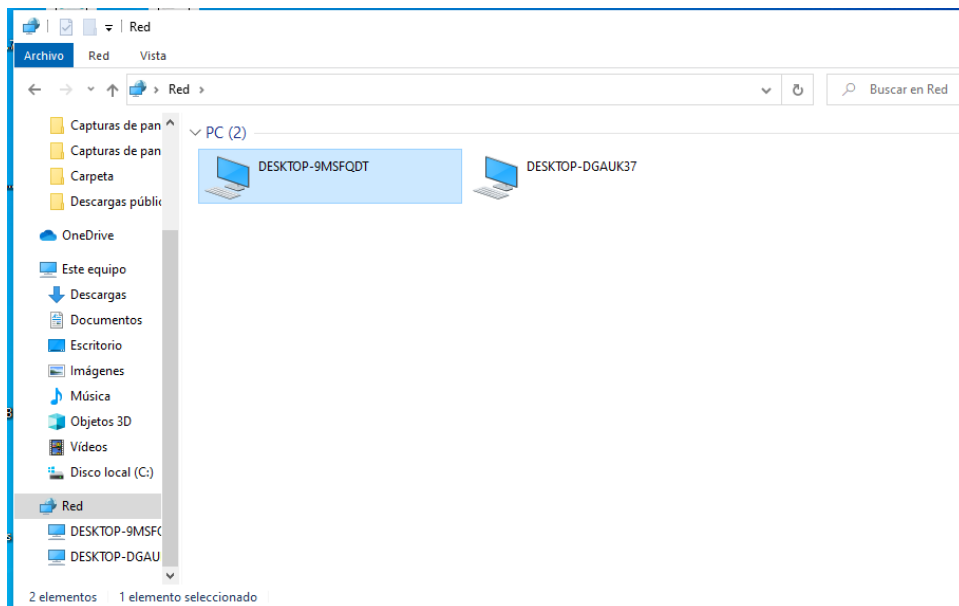 Red
Archivo Red Vista
Red
Buscar en Red
Capturas de pan
Capturas de pan
Carpeta
Descargas públic
OneDrive
Este equipo
Descargas
Documentos
Escritorio
Imágenes
Música
Objetos 3D
Vídeos
Disco local (C:)
Red
DESKTOP-9MSFC
DESKTOP-DGAU
PC (2)
DESKTOP-9MSFQDT
DESKTOP-DGAUK37
2 elementos 1 elemento seleccionado